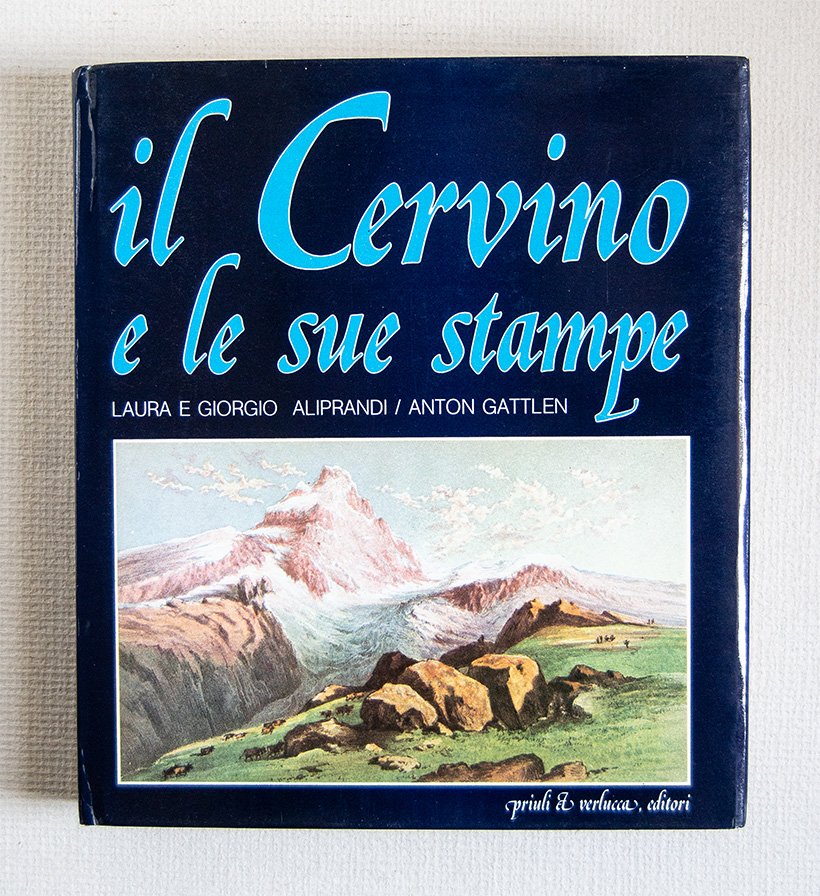 il Cervino
e le sue stampe
LAURA E GIORGIO ALIPRANDI / ANTON GATTLEN
priuli & verlucca, editori